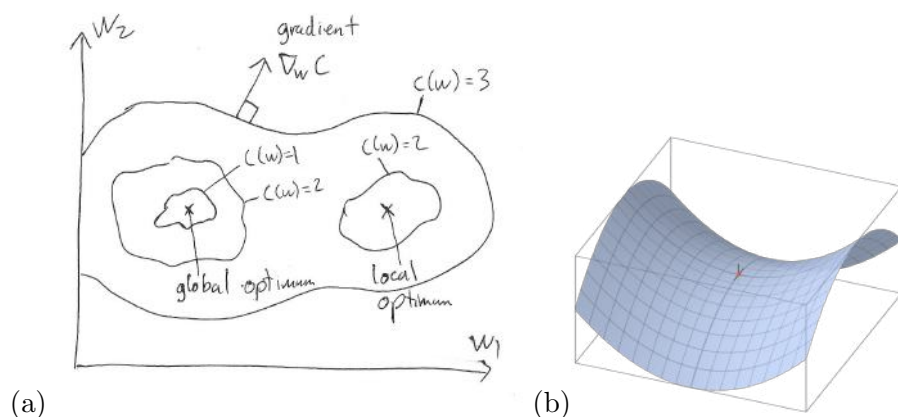 W₂
gradient
∇w C
C(w)=3
C(w)=1
C(w)=2
C(w)=2
global optimum
local
optimum
W₁
(a)
(b)